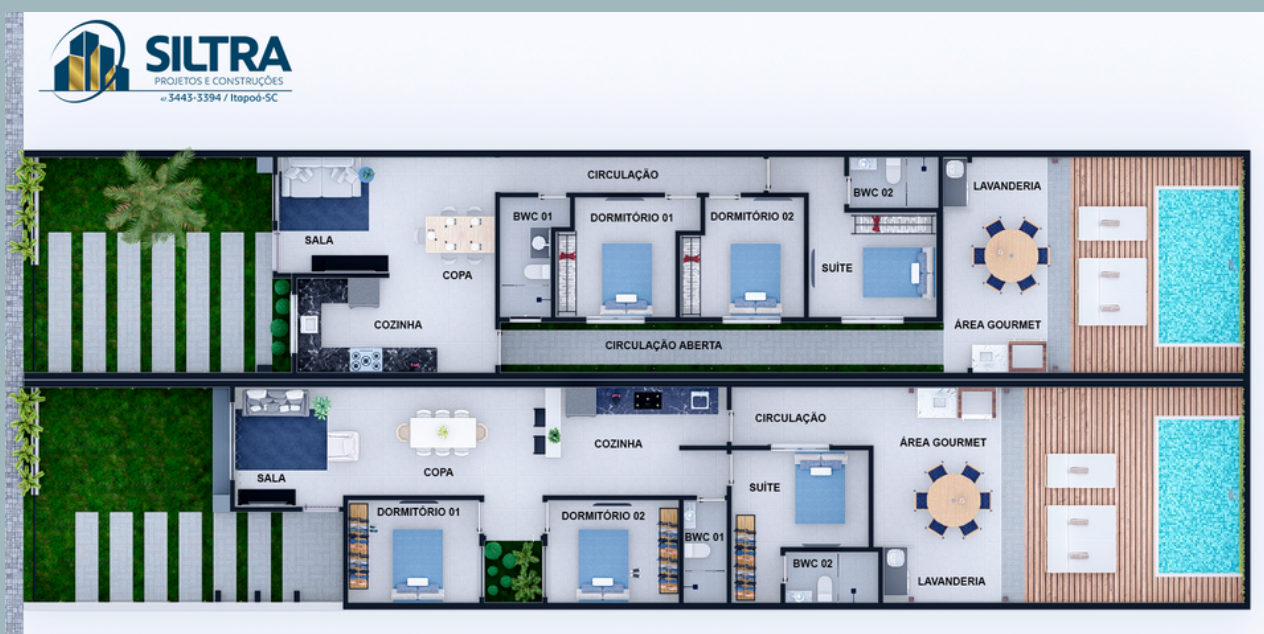 SILTRA
PROJETOS E CONSTRUÇÕES
47 3443-3394 / Itapoá-SC
CIRCULAÇÃO
BWC 02
LAVANDERIA
BWC 01
DORMITÓRIO 01
DORMITÓRIO 02
SALA
COPA
SUÍTE
COZINHA
ÁREA GOURMET
CIRCULAÇÃO ABERTA
CIRCULAÇÃO
ÁREA GOURMET
COZINHA
COPA
SALA
SUÍTE
DORMITÓRIO 01
DORMITÓRIO 02
BWC 01
BWC 02
LAVANDERIA